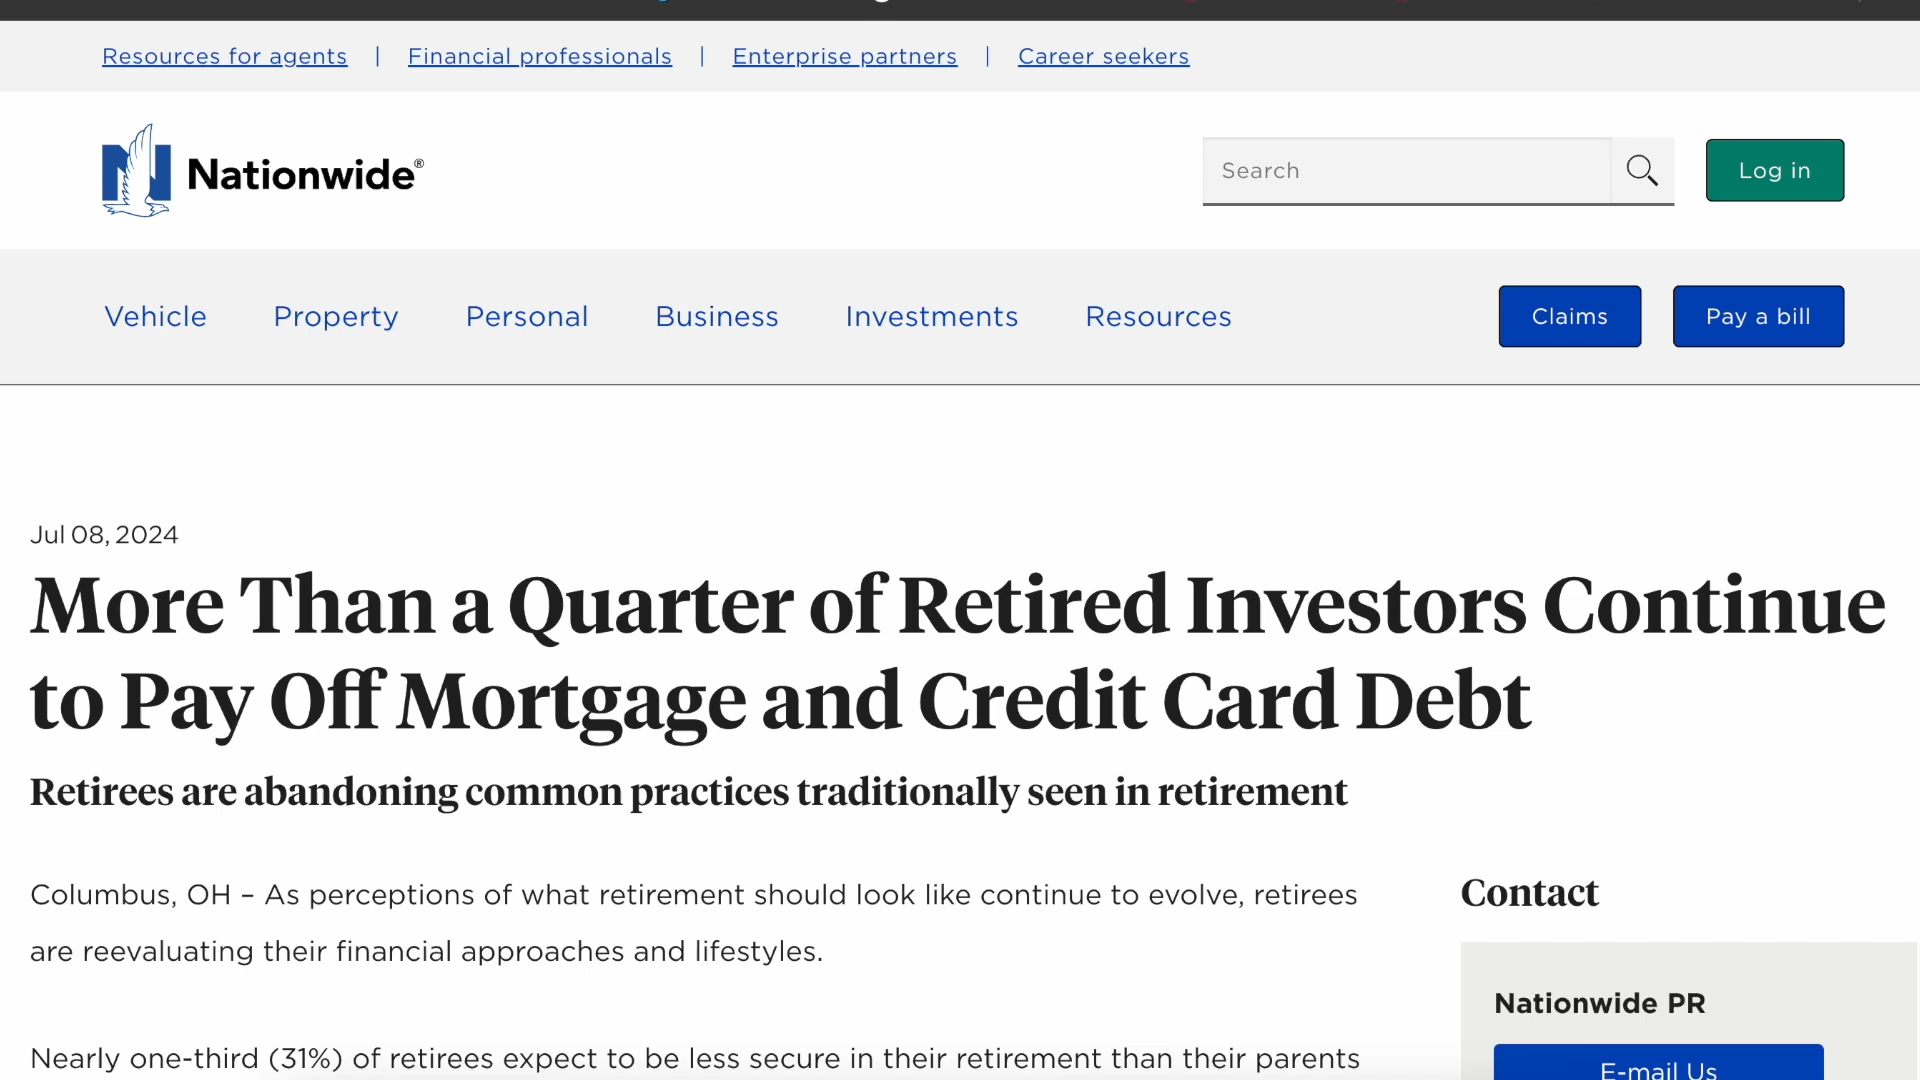 Resources for agents | Financial professionals | Enterprise partners | Career seekers
Nationwide®
Search
Log in
Vehicle Property Personal Business Investments Resources
Claims
Pay a bill
Jul 08, 2024
More Than a Quarter of Retired Investors Continue
to Pay Off Mortgage and Credit Card Debt
Retirees are abandoning common practices traditionally seen in retirement
Columbus, OH – As perceptions of what retirement should look like continue to evolve, retirees
are reevaluating their financial approaches and lifestyles.
Nearly one-third (31%) of retirees expect to be less secure in their retirement than their parents
Contact
Nationwide PR
E-mail Us